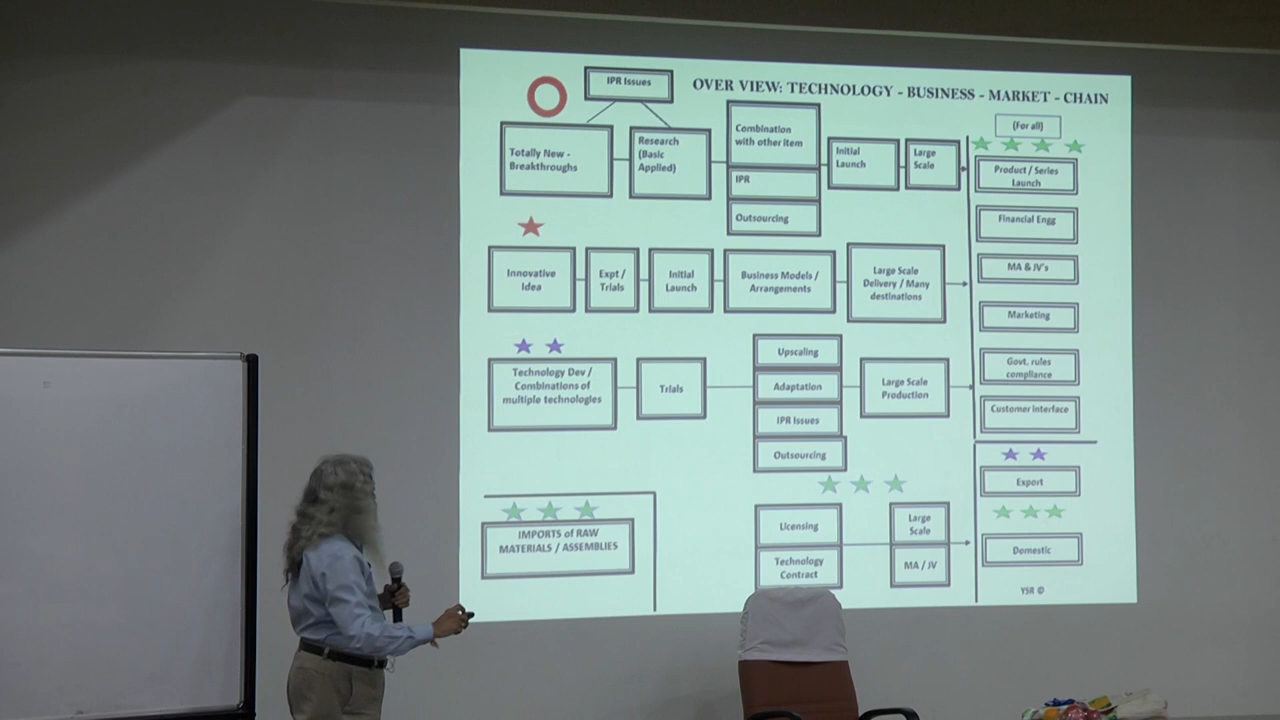 OVER VIEW: TECHNOLOGY - BUSINESS - MARKET - CHAIN
IPR Issues
Totally New -
Breakthroughs
Research
(Basic
Applied)
Combination
with other item
IPR
Outsourcing
Initial
Launch
Large
Scale
(For all)
Product / Series
Launch
Financial Engg
MA & JV's
Marketing
Govt. rules
compliance
Customer Interface
Innovative
Idea
Expt /
Trials
Initial
Launch
Business Models /
Arrangements
Large Scale
Delivery / Many
destinations
Technology Dev /
Combinations of
multiple technologies
Trials
Upscaling
Adaptation
IPR Issues
Outsourcing
Large Scale
Production
Export
Domestic
IMPORTS of RAW
MATERIALS / ASSEMBLIES
Licensing
Technology
Contract
Large
Scale
MA / JV
YSR ©